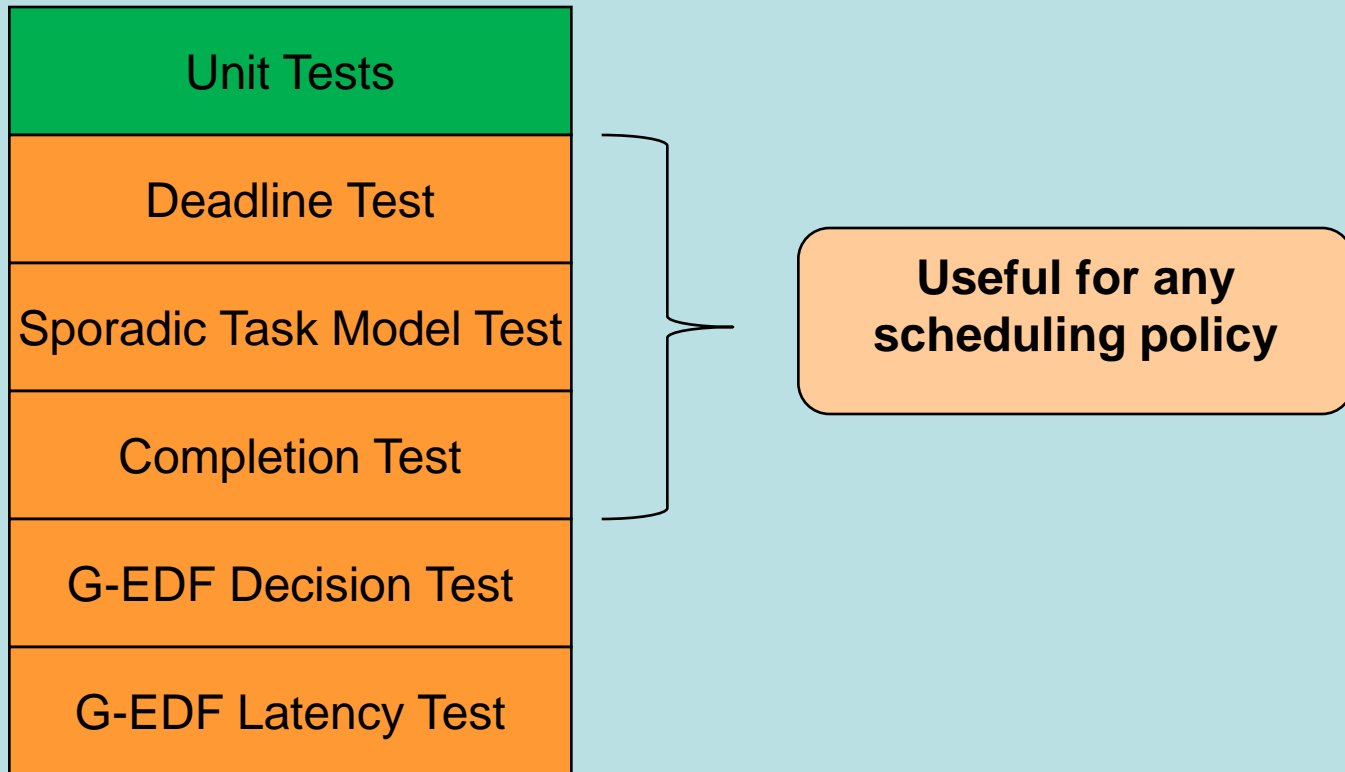 Unit Tests
Deadline Test
Sporadic Task Model Test
Completion Test
G-EDF Decision Test
G-EDF Latency Test
Useful for any
scheduling policy